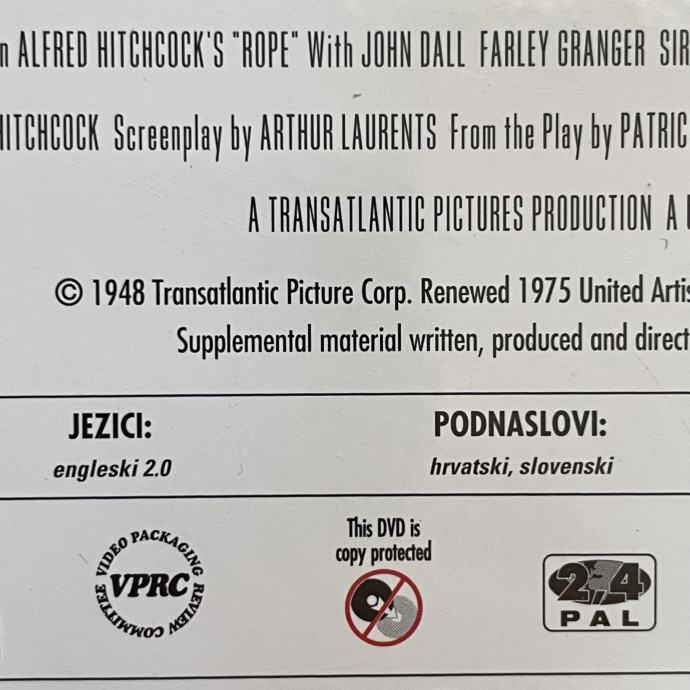 ALFRED HITCHCOCK'S "ROPE" With JOHN DALL FARLEY GRANGER SIR
HITCHCOCK Screenplay by ARTHUR LAURENTS From the Play by PATRIC
A TRANSATLANTIC PICTURES PRODUCTION A
© 1948 Transatlantic Picture Corp. Renewed 1975 United Artis
Supplemental material written, produced and direct
JEZICI:
engleski 2.0
PODNASLOVI:
hrvatski, slovenski
VIDEO PACKAGING REVIEW COMMITTEE
VPRC
This DVD is
copy protected
2,4
PAL